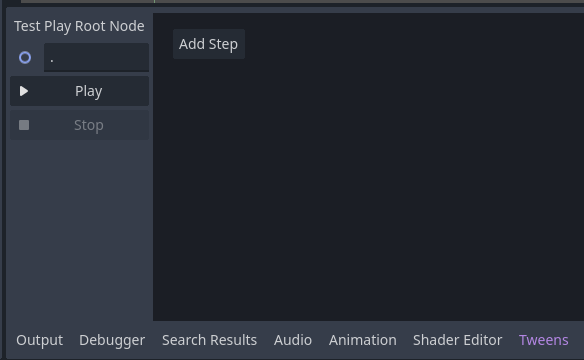 Test Play Root Node
.
Add Step
Play
Stop
Output Debugger Search Results Audio Animation Shader Editor Tweens